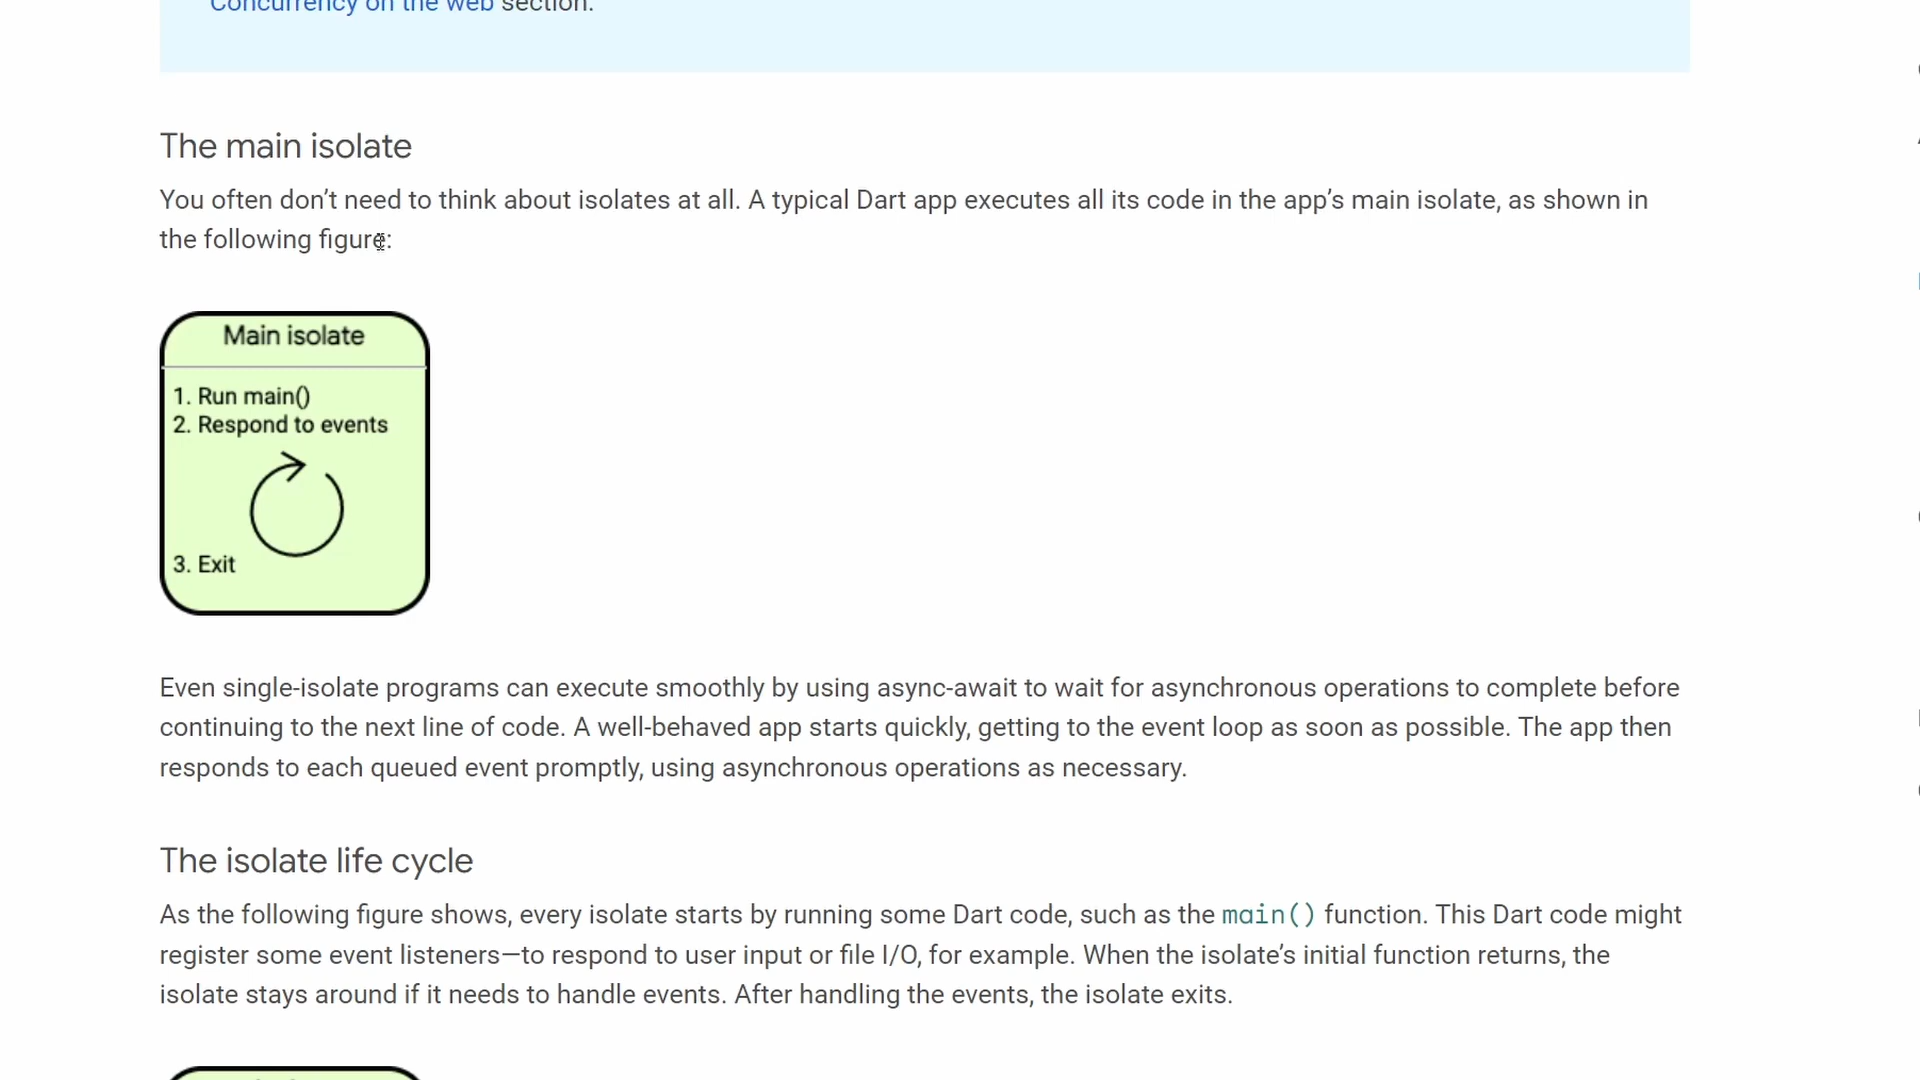 Concurrency on the web section.
The main isolate
You often don’t need to think about isolates at all. A typical Dart app executes all its code in the app’s main isolate, as shown in
the following figure:
Main isolate
1. Run main()
2. Respond to events
3. Exit
Even single-isolate programs can execute smoothly by using async-await to wait for asynchronous operations to complete before
continuing to the next line of code. A well-behaved app starts quickly, getting to the event loop as soon as possible. The app then
responds to each queued event promptly, using asynchronous operations as necessary.
The isolate life cycle
As the following figure shows, every isolate starts by running some Dart code, such as the main() function. This Dart code might
register some event listeners—to respond to user input or file I/O, for example. When the isolate’s initial function returns, the
isolate stays around if it needs to handle events. After handling the events, the isolate exits.